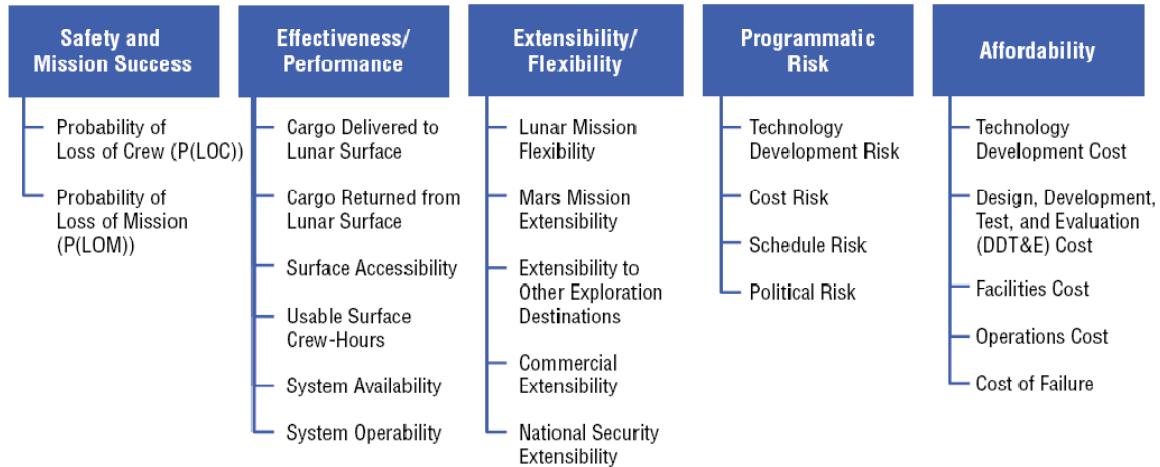 Safety and
Mission Success
Probability of
Loss of Crew (P(LOC))
Probability of
Loss of Mission
(P(LOM))
Effectiveness/
Performance
Cargo Delivered to
Lunar Surface
Cargo Returned from
Lunar Surface
Surface Accessibility
Usable Surface
Crew-Hours
System Availability
System Operability
Extensibility/
Flexibility
Lunar Mission
Flexibility
Mars Mission
Extensibility
Extensibility to
Other Exploration
Destinations
Commercial
Extensibility
National Security
Extensibility
Programmatic
Risk
Technology
Development Risk
Cost Risk
Schedule Risk
Political Risk
Affordability
Technology
Development Cost
Design, Development,
Test, and Evaluation
(DDT&E) Cost
Facilities Cost
Operations Cost
Cost of Failure